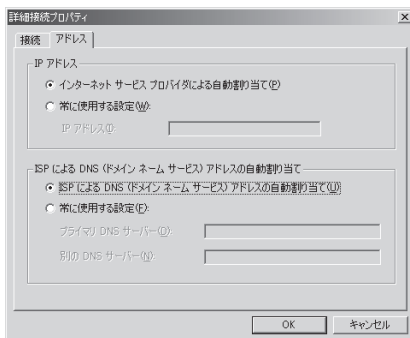 詳細接続プロパティ
接続 アドレス
IP アドレス
インターネット サービス プロバイダによる自動割り当て(P)
常に使用する設定(W):
IP アドレス(I):
ISP による DNS (ドメイン ネーム サービス) アドレスの自動割り当て
ISP による DNS (ドメイン ネーム サービス) アドレスの自動割り当て(U)
常に使用する設定(F):
プライマリ DNS サーバー(D):
別の DNS サーバー(N):
OK キャンセル